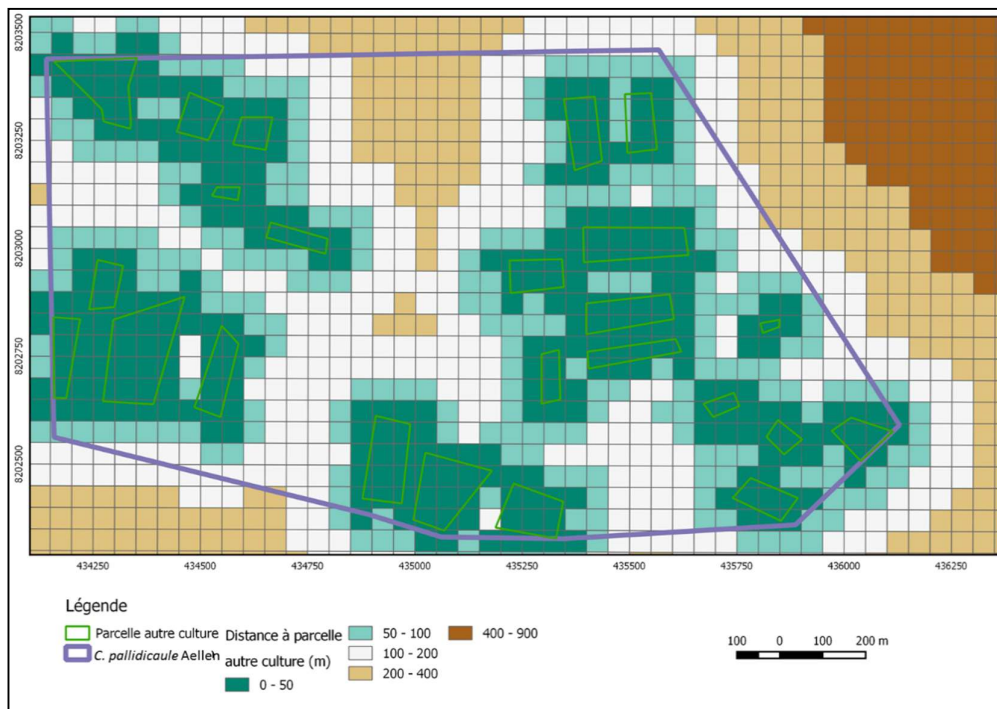 8203500
8203250
8203000
8202750
8202500
434250 434500 434750 435000 435250 435500 435750 436000 436250
Légende
Parcelle autre culture
C. pallidicaule Aellen
Distance à parcelle
autre culture (m)
0 - 50
50 - 100
100 - 200
200 - 400
400 - 900
100 0 100 200 m